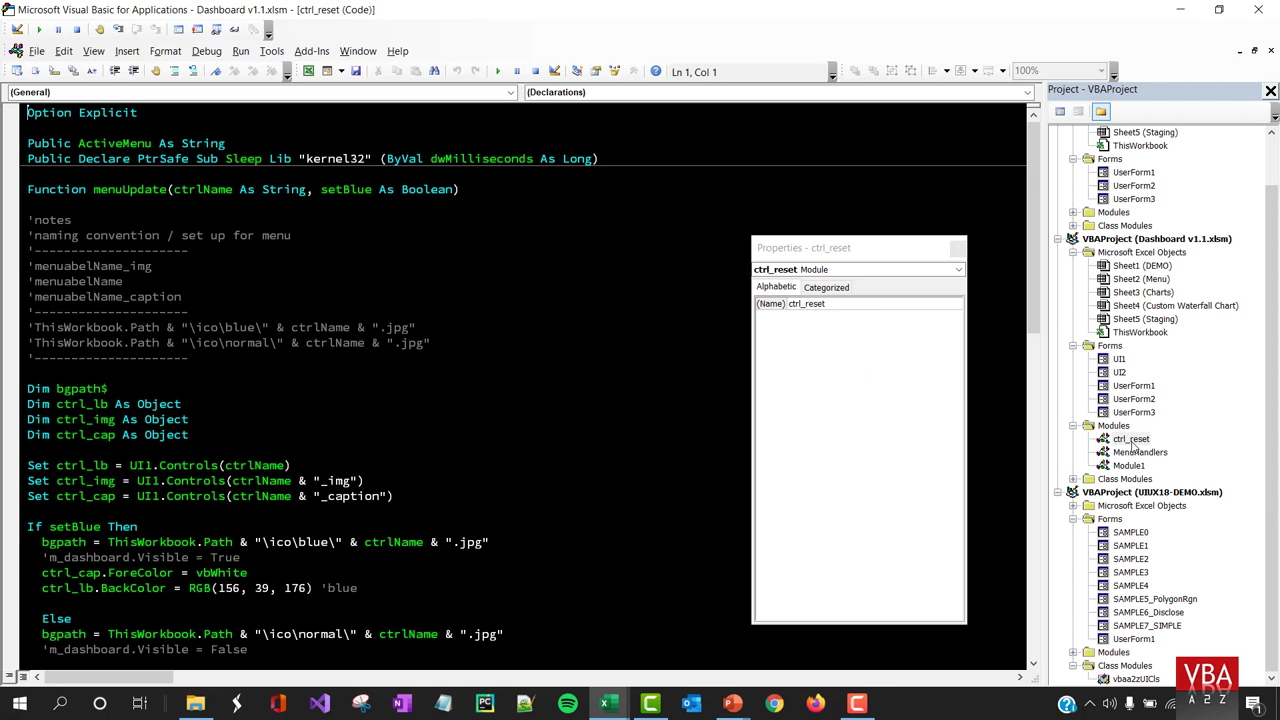 Microsoft Visual Basic for Applications - Dashboard v1.1.xlsm - [ctrl_reset (Code)]
File Edit View Insert Format Debug Run Tools Add-Ins Window Help
Ln 1, Col 1
100%
(General)
(Declarations)
Option Explicit
Public ActiveMenu As String
Public Declare PtrSafe Sub Sleep Lib "kernel32" (ByVal dwMilliseconds As Long)
Function menuUpdate(ctrlName As String, setBlue As Boolean)
'notes
'naming convention / set up for menu
'---------------------
'menuabelName_img
'menuabelName
'menuabelName_caption
'---------------------
'ThisWorkbook.Path & "\ico\blue\" & ctrlName & ".jpg"
'ThisWorkbook.Path & "\ico\normal\" & ctrlName & ".jpg"
'---------------------
Dim bgpath$
Dim ctrl_lb As Object
Dim ctrl_img As Object
Dim ctrl_cap As Object
Set ctrl_lb = UI1.Controls(ctrlName)
Set ctrl_img = UI1.Controls(ctrlName & "_img")
Set ctrl_cap = UI1.Controls(ctrlName & "_caption")
If setBlue Then
bgpath = ThisWorkbook.Path & "\ico\blue\" & ctrlName & ".jpg"
'm_dashboard.Visible = True
ctrl_cap.ForeColor = vbWhite
ctrl_lb.BackColor = RGB(156, 39, 176) 'blue
Else
bgpath = ThisWorkbook.Path & "\ico\normal\" & ctrlName & ".jpg"
'm_dashboard.Visible = False
Properties - ctrl_reset
ctrl_reset Module
Alphabetic Categorized
(Name) ctrl_reset
Project - VBAProject
Sheet5 (Staging)
ThisWorkbook
Forms
UserForm1
UserForm2
UserForm3
Modules
Class Modules
VBAProject (Dashboard v1.1.xlsm)
Microsoft Excel Objects
Sheet1 (DEMO)
Sheet2 (Menu)
Sheet3 (Charts)
Sheet4 (Custom Waterfall Chart)
Sheet5 (Staging)
ThisWorkbook
Forms
UI1
UI2
UserForm1
UserForm2
UserForm3
Modules
ctrl_reset
MenuHandlers
Module1
Class Modules
VBAProject (UIUX18-DEMO.xlsm)
Microsoft Excel Objects
Forms
SAMPLE0
SAMPLE1
SAMPLE2
SAMPLE3
SAMPLE4
SAMPLE5_PolygonRgn
SAMPLE6_Disclose
SAMPLE7_SIMPLE
UserForm1
Modules
Class Modules
vbaa2zUICls
VBA
A 2 Z